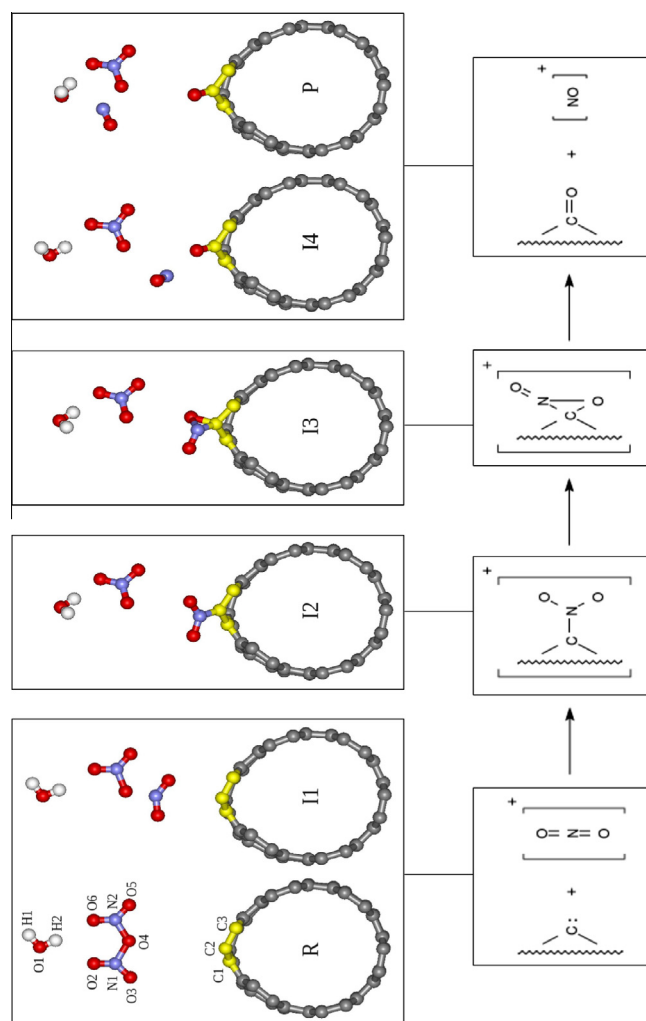 H1
O1
H2
O2
O6
N1
N2
O3
O4
O5
C1
C2
C3
R
I1
I2
I3
I4
P
C: + O=N=O +
C N O O +
C N O O +
C=O + NO +